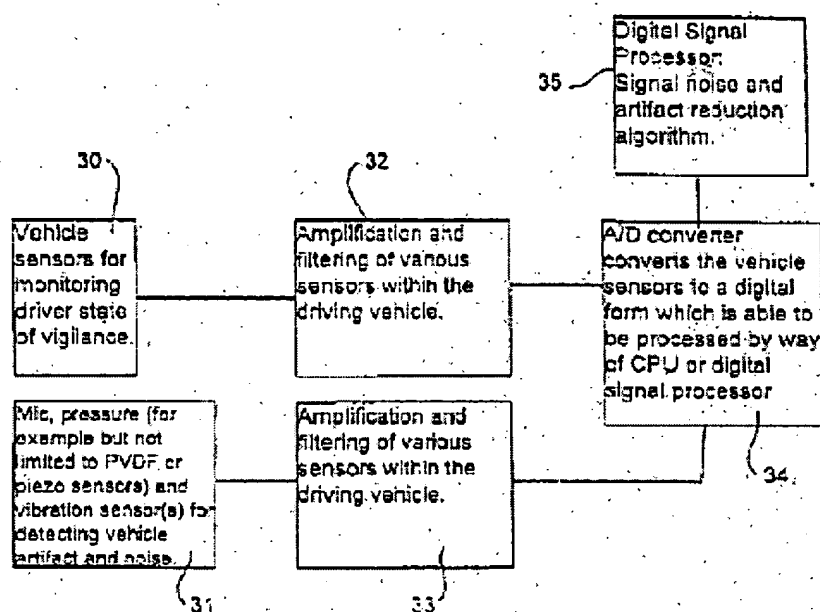 Digital Signal
Processor:
Signal noise and
artifact reduction
algorithm.
35
30
32
Vehicle
sensors for
monitoring
driver state
of vigilance.
Amplification and
filtering of various
sensors within the
driving vehicle.
A/D converter
converts the vehicle
sensors to a digital
form which is able to
be processed by way
of CPU or digital
signal processor
Mic, pressure (for
example but not
limited to PVDF or
piezo sensors) and
vibration sensor(s) for
detecting vehicle
artifact and noise.
Amplification and
filtering of various
sensors within the
driving vehicle.
34
31
33